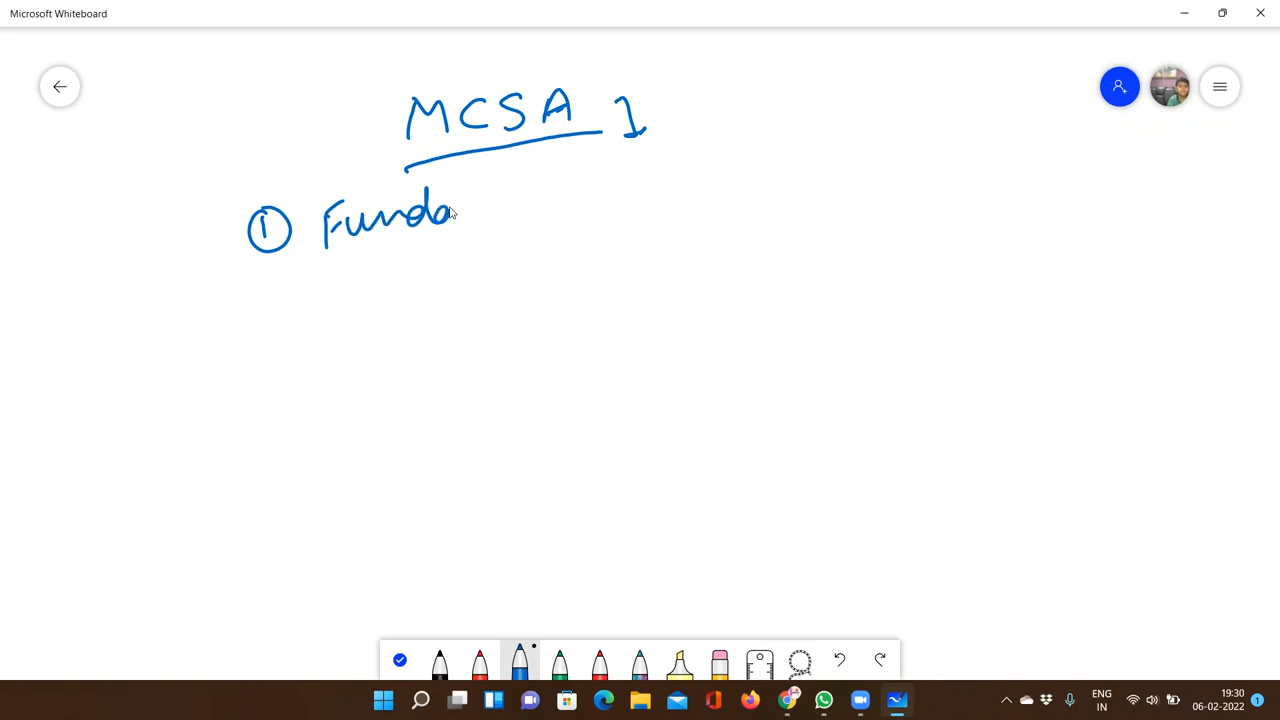 Microsoft Whiteboard
MCSA 1
① Funda
ENG
IN
19:30
06-02-2022